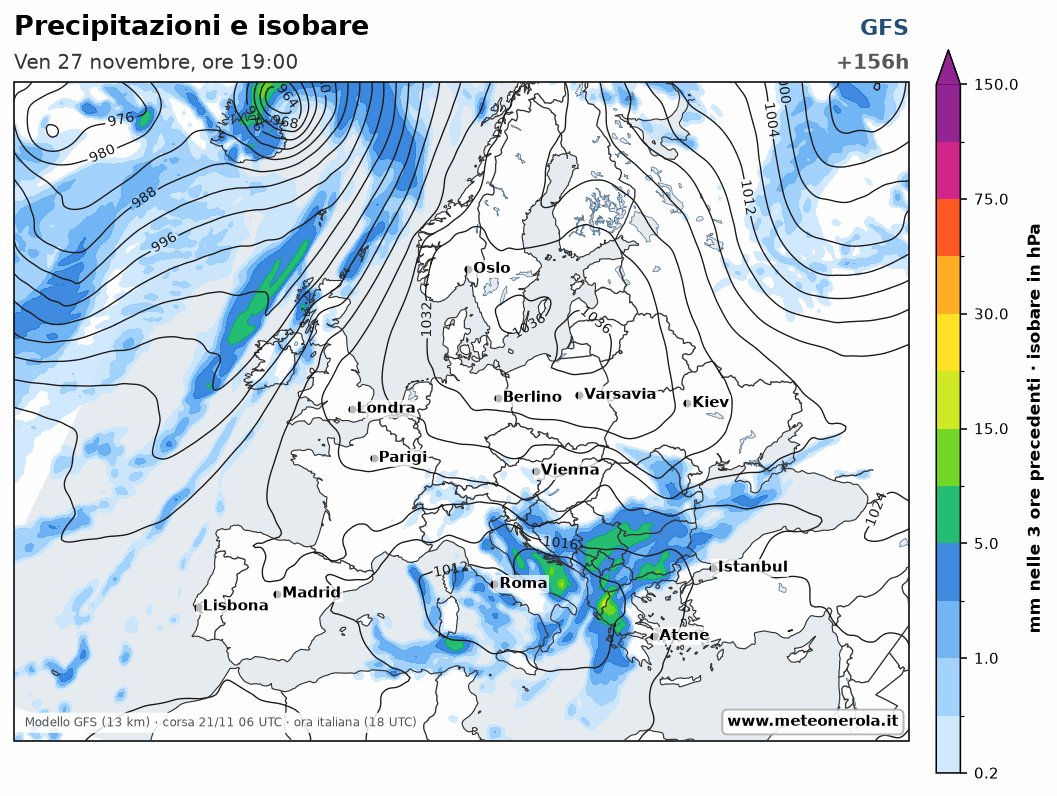 Precipitazioni e isobare
GFS
Ven 27 novembre, ore 19:00
+156h
150.0
75.0
30.0
15.0
5.0
1.0
0.2
mm nelle 3 ore precedenti · isobare in hPa
964
968
976
976
980
988
996
1004
1012
1032
1036
1036
1024
1016
1012
Oslo
Berlino
Varsavia
Kiev
Londra
Parigi
Vienna
Istanbul
Roma
Madrid
Lisbona
Atene
Modello GFS (13 km) · corsa 21/11 06 UTC · ora italiana (18 UTC)
www.meteonerola.it